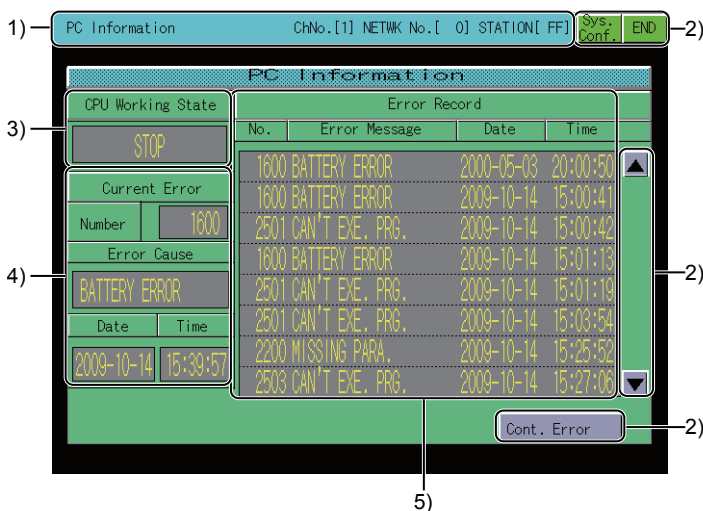 1) PC Information ChNo.[1] NETWK No.[ 0] STATION[ FF] Sys. Conf. END 2)
PC Information
3) CPU Working State
STOP
Error Record
No. Error Message Date Time
1600 BATTERY ERROR 2000-05-03 20:00:50
1600 BATTERY ERROR 2009-10-14 15:00:41
2501 CAN'T EXE. PRG. 2009-10-14 15:00:42
1600 BATTERY ERROR 2009-10-14 15:01:13
2501 CAN'T EXE. PRG. 2009-10-14 15:01:19
2501 CAN'T EXE. PRG. 2009-10-14 15:03:54
2200 MISSING PARA. 2009-10-14 15:25:52
2503 CAN'T EXE. PRG. 2009-10-14 15:27:06
2)
4) Current Error
Number 1600
Error Cause
BATTERY ERROR
Date Time
2009-10-14 15:39:57
Cont. Error 2)
5)